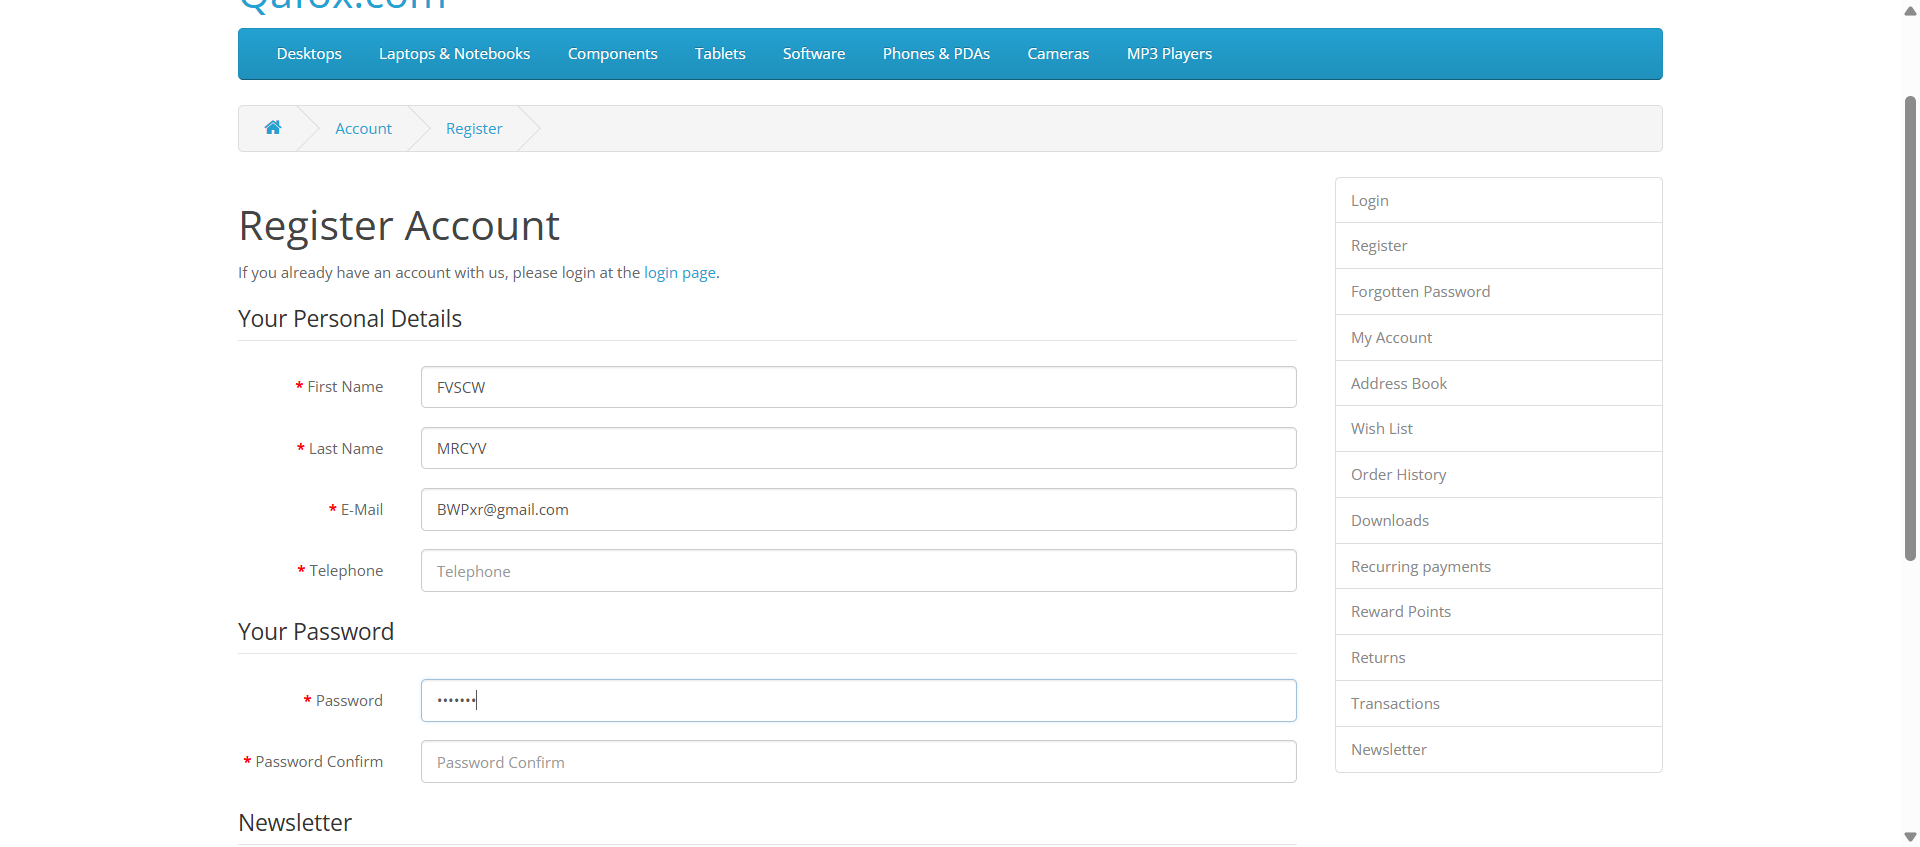 Qafox.com
Desktops Laptops & Notebooks Components Tablets Software Phones & PDAs Cameras MP3 Players
Account Register
Register Account
If you already have an account with us, please login at the login page.
Your Personal Details
* First Name FVSCW
* Last Name MRCYV
* E-Mail BWPxr@gmail.com
* Telephone Telephone
Your Password
* Password •••••••
* Password Confirm Password Confirm
Newsletter
Login
Register
Forgotten Password
My Account
Address Book
Wish List
Order History
Downloads
Recurring payments
Reward Points
Returns
Transactions
Newsletter